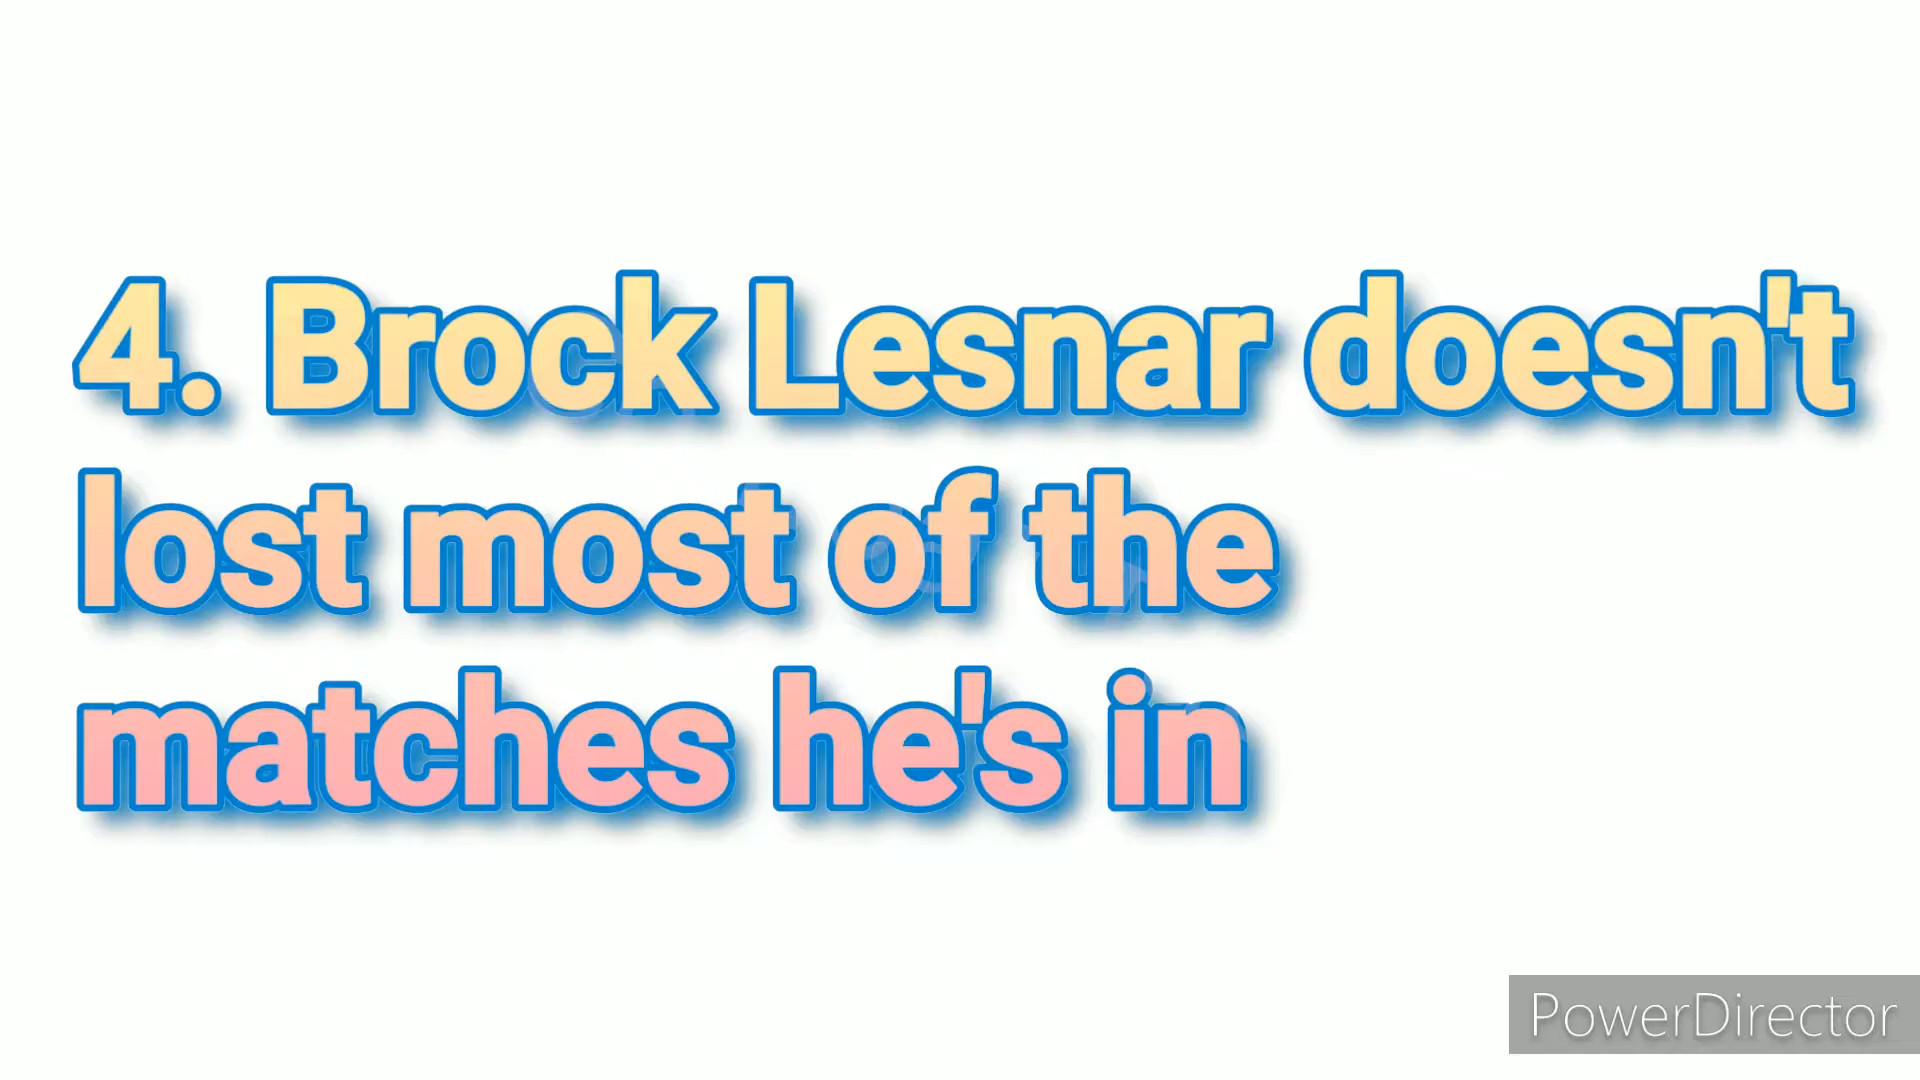 4. Brock Lesnar doesn't
lost most of the
matches he's in
PowerDirector